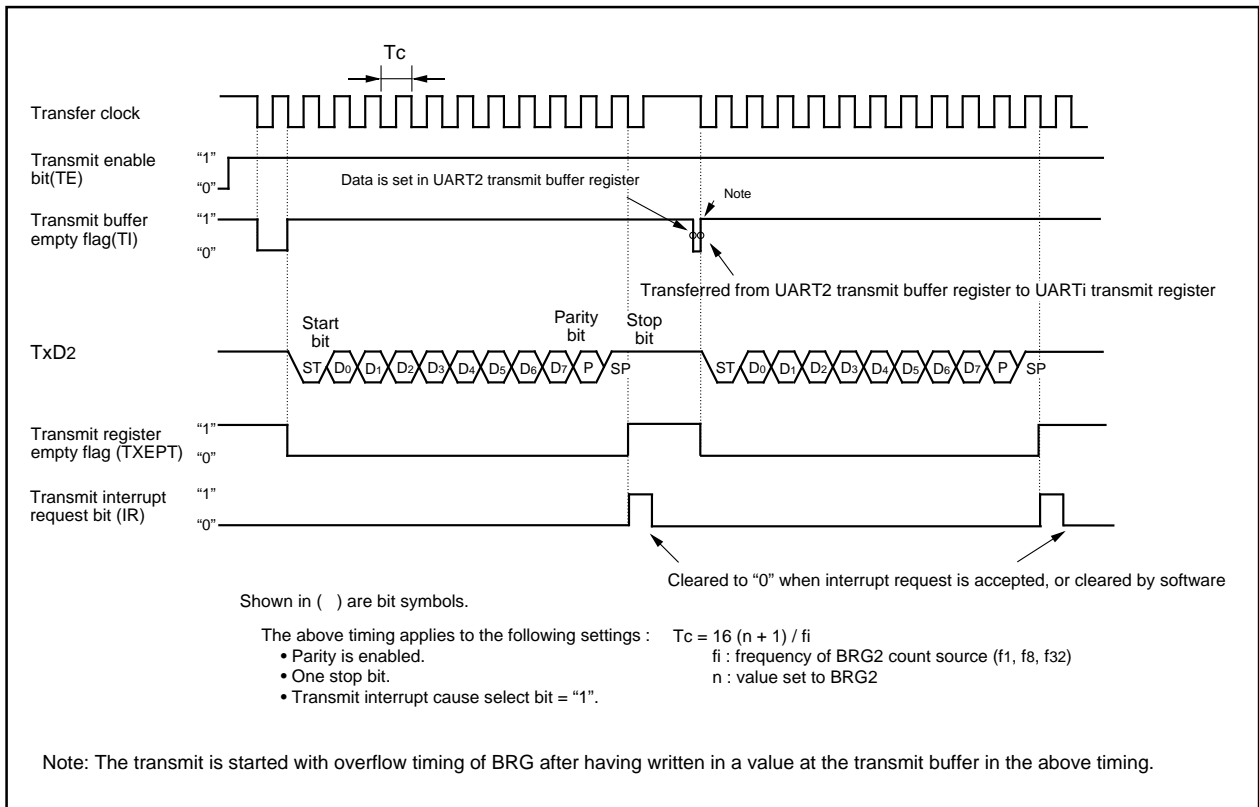 Tc
Transfer clock
Transmit enable
bit(TE)
“1”
“0”
Data is set in UART2 transmit buffer register
Note
Transmit buffer
empty flag(TI)
“1”
“0”
Transferred from UART2 transmit buffer register to UARTi transmit register
Start
bit
Parity
bit
Stop
bit
TxD2
ST D0 D1 D2 D3 D4 D5 D6 D7 P SP
ST D0 D1 D2 D3 D4 D5 D6 D7 P SP
Transmit register
empty flag (TXEPT)
“1”
“0”
Transmit interrupt
request bit (IR)
“1”
“0”
Cleared to “0” when interrupt request is accepted, or cleared by software
Shown in ( ) are bit symbols.
The above timing applies to the following settings :
• Parity is enabled.
• One stop bit.
• Transmit interrupt cause select bit = “1”.
Tc = 16 (n + 1) / fi
fi : frequency of BRG2 count source (f1, f8, f32)
n : value set to BRG2
Note: The transmit is started with overflow timing of BRG after having written in a value at the transmit buffer in the above timing.